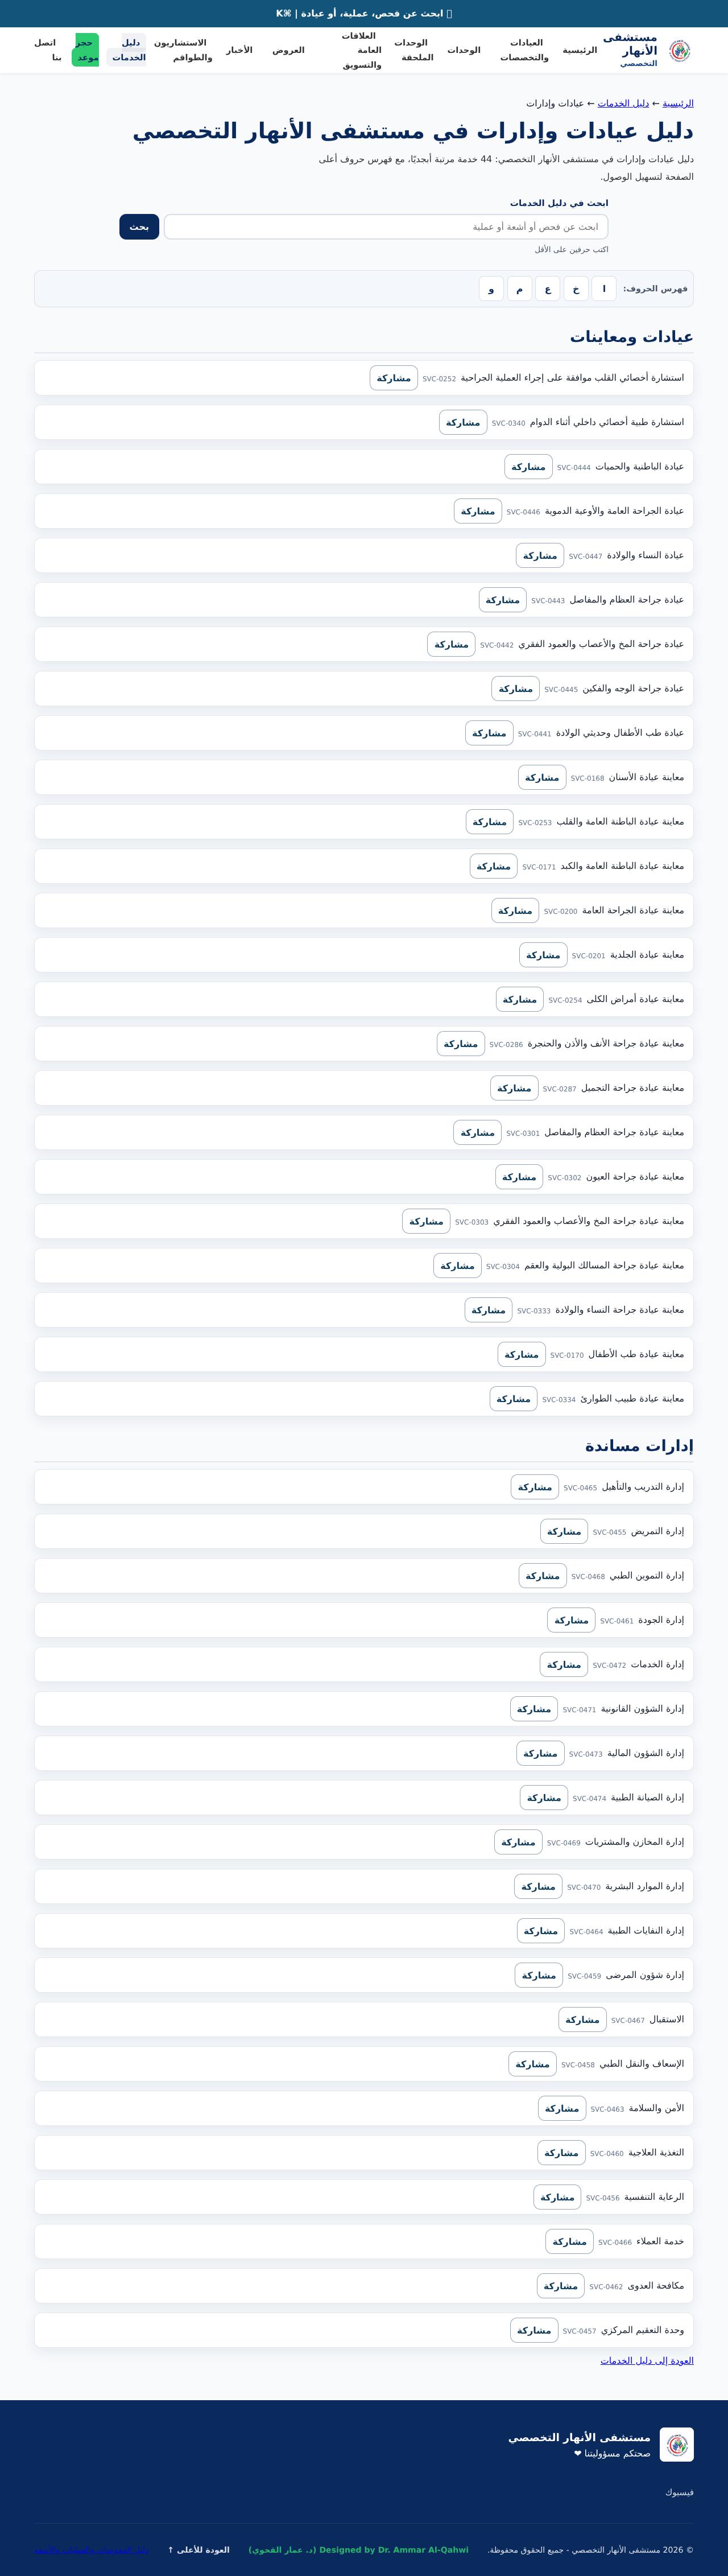 ابحث عن فحص، عملية، أو عيادة | ⌘K
مستشفى الأنهار
التخصصي
الرئيسية
العيادات والتخصصات
الوحدات
الوحدات الملحقة
العلاقات العامة والتسويق
العروض
الأخبار
الاستشاريون والطواقم
دليل الخدمات
حجز موعد
اتصل بنا
الرئيسية ← دليل الخدمات ← عيادات وإدارات
دليل عيادات وإدارات في مستشفى الأنهار التخصصي
دليل عيادات وإدارات في مستشفى الأنهار التخصصي: 44 خدمة مرتبة أبجديًا، مع فهرس حروف أعلى
الصفحة لتسهيل الوصول.
ابحث في دليل الخدمات
ابحث عن فحص أو أشعة أو عملية
بحث
اكتب حرفين على الأقل
فهرس الحروف: ا خ ع م و
عيادات ومعاينات
استشارة أخصائي القلب موافقة على إجراء العملية الجراحية SVC-0252 مشاركة
استشارة طبية أخصائي داخلي أثناء الدوام SVC-0340 مشاركة
عيادة الباطنية والحميات SVC-0444 مشاركة
عيادة الجراحة العامة والأوعية الدموية SVC-0446 مشاركة
عيادة النساء والولادة SVC-0447 مشاركة
عيادة جراحة العظام والمفاصل SVC-0443 مشاركة
عيادة جراحة المخ والأعصاب والعمود الفقري SVC-0442 مشاركة
عيادة جراحة الوجه والفكين SVC-0445 مشاركة
عيادة طب الأطفال وحديثي الولادة SVC-0441 مشاركة
معاينة عيادة الأسنان SVC-0168 مشاركة
معاينة عيادة الباطنة العامة والقلب SVC-0253 مشاركة
معاينة عيادة الباطنة العامة والكبد SVC-0171 مشاركة
معاينة عيادة الجراحة العامة SVC-0200 مشاركة
معاينة عيادة الجلدية SVC-0201 مشاركة
معاينة عيادة أمراض الكلى SVC-0254 مشاركة
معاينة عيادة جراحة الأنف والأذن والحنجرة SVC-0286 مشاركة
معاينة عيادة جراحة التجميل SVC-0287 مشاركة
معاينة عيادة جراحة العظام والمفاصل SVC-0301 مشاركة
معاينة عيادة جراحة العيون SVC-0302 مشاركة
معاينة عيادة جراحة المخ والأعصاب والعمود الفقري SVC-0303 مشاركة
معاينة عيادة جراحة المسالك البولية والعقم SVC-0304 مشاركة
معاينة عيادة جراحة النساء والولادة SVC-0333 مشاركة
معاينة عيادة طب الأطفال SVC-0170 مشاركة
معاينة عيادة طبيب الطوارئ SVC-0334 مشاركة
إدارات مساندة
إدارة التدريب والتأهيل SVC-0465 مشاركة
إدارة التمريض SVC-0455 مشاركة
إدارة التموين الطبي SVC-0468 مشاركة
إدارة الجودة SVC-0461 مشاركة
إدارة الخدمات SVC-0472 مشاركة
إدارة الشؤون القانونية SVC-0471 مشاركة
إدارة الشؤون المالية SVC-0473 مشاركة
إدارة الصيانة الطبية SVC-0474 مشاركة
إدارة المخازن والمشتريات SVC-0469 مشاركة
إدارة الموارد البشرية SVC-0470 مشاركة
إدارة النفايات الطبية SVC-0464 مشاركة
إدارة شؤون المرضى SVC-0459 مشاركة
الاستقبال SVC-0467 مشاركة
الإسعاف والنقل الطبي SVC-0458 مشاركة
الأمن والسلامة SVC-0463 مشاركة
التغذية العلاجية SVC-0460 مشاركة
الرعاية التنفسية SVC-0456 مشاركة
خدمة العملاء SVC-0466 مشاركة
مكافحة العدوى SVC-0462 مشاركة
وحدة التعقيم المركزي SVC-0457 مشاركة
العودة إلى دليل الخدمات
مستشفى الأنهار التخصصي
صحتكم مسؤوليتنا ❤
فيسبوك
© 2026 مستشفى الأنهار التخصصي - جميع الحقوق محفوظة.
Designed by Dr. Ammar Al-Qahwi (د. عمار القحوي)
العودة للأعلى ↑